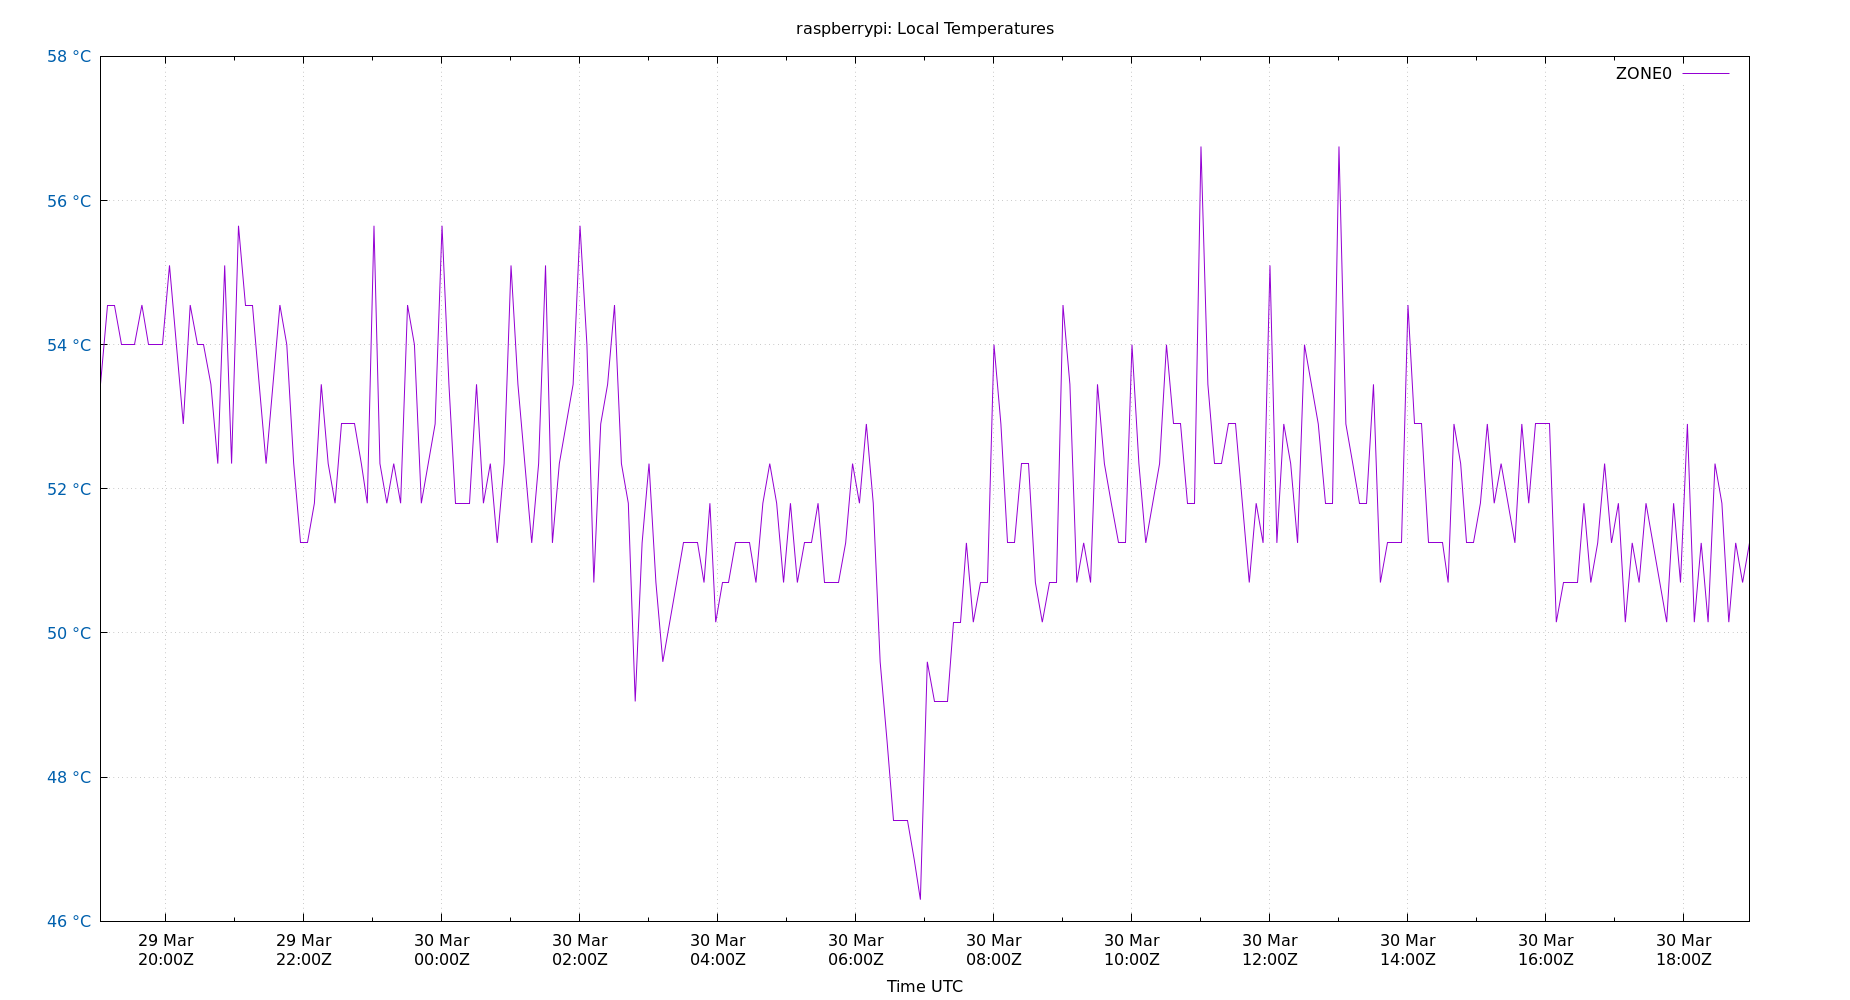 raspberrypi: Local Temperatures
58 °C
ZONE0
56 °C
54 °C
52 °C
50 °C
48 °C
46 °C
29 Mar 29 Mar 30 Mar 30 Mar 30 Mar 30 Mar 30 Mar 30 Mar 30 Mar 30 Mar 30 Mar 30 Mar
20:00Z 22:00Z 00:00Z 02:00Z 04:00Z 06:00Z 08:00Z 10:00Z 12:00Z 14:00Z 16:00Z 18:00Z
Time UTC